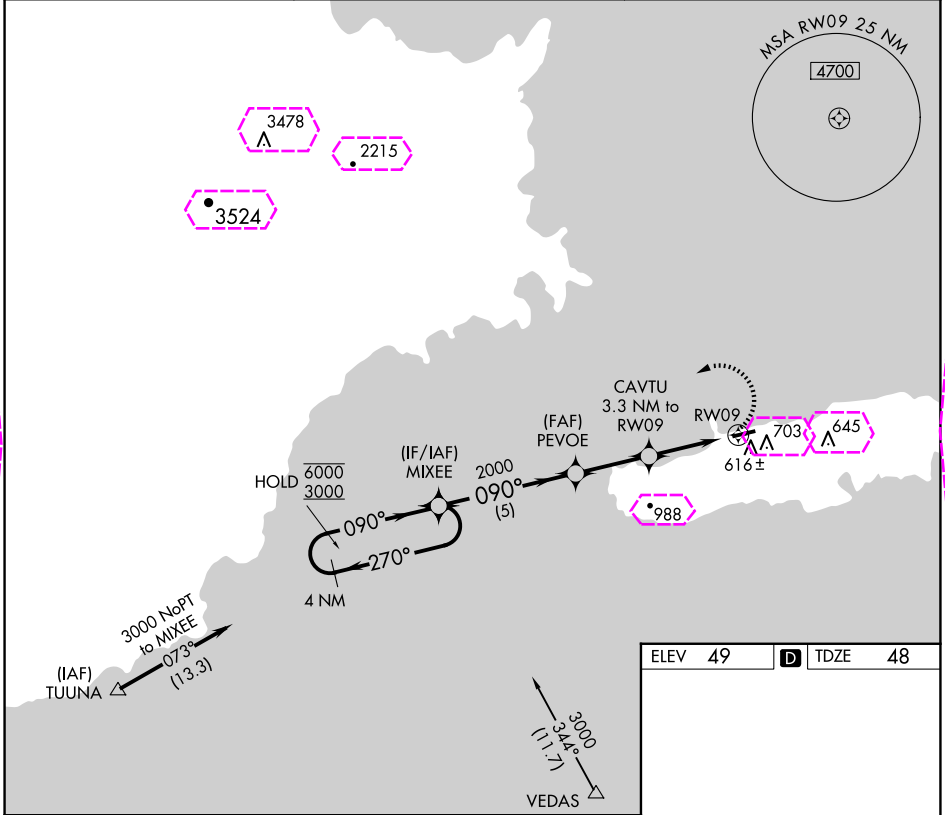 MSA RW09 25 NM
4700
3478
2215
3524
CAVTU
3.3 NM to
RW09
RW09
(FAF)
PEVOE
703
645
616±
988
(IF/IAF)
MIXEE
2000
090°
(5)
HOLD
6000
3000
090°
270°
4 NM
3000 NoPT
to MIXEE
073°
(13.3)
(IAF)
TUUNA
3000
344°
(11.7)
VEDAS
ELEV 49
D
TDZE 48